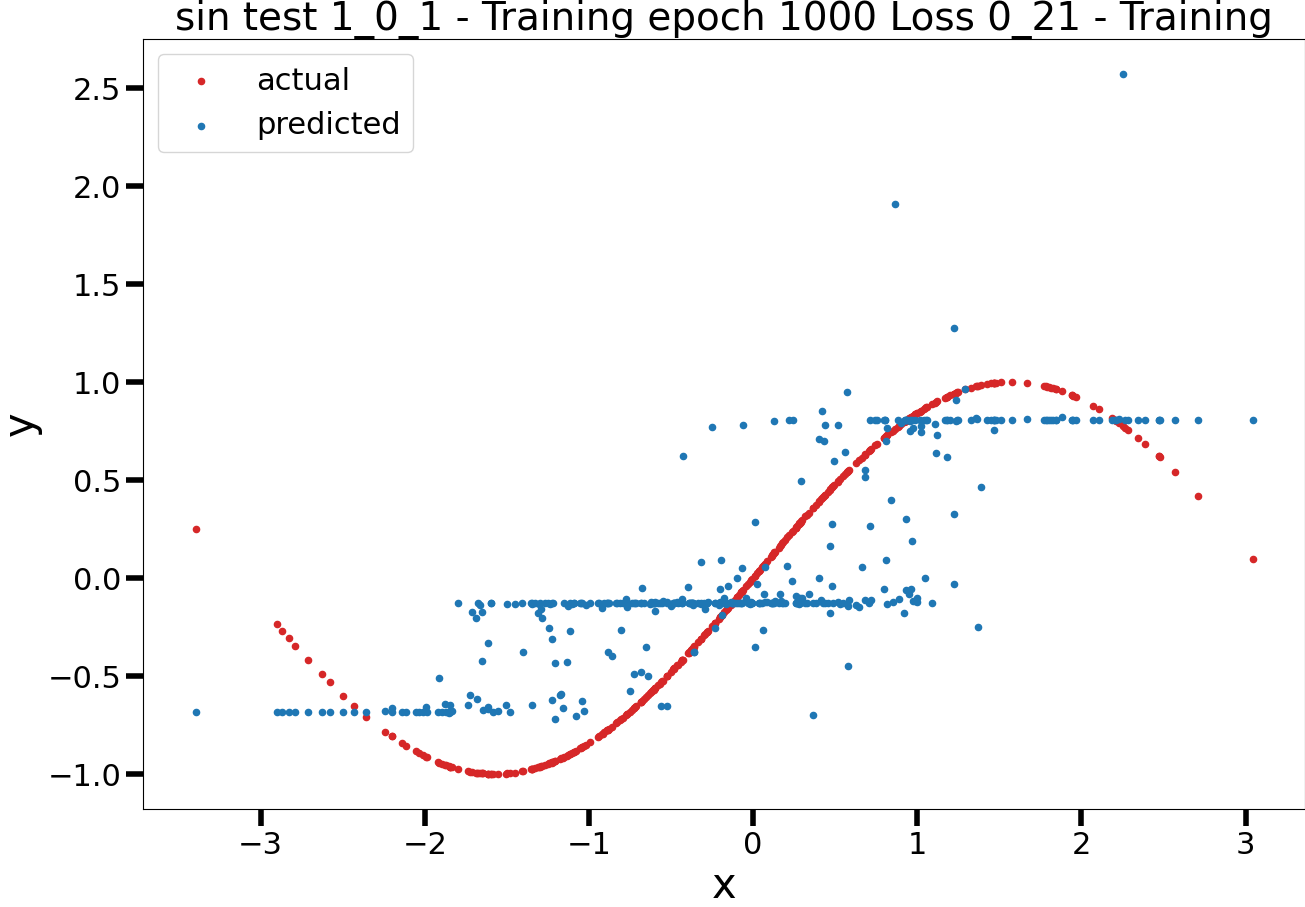 sin test 1_0_1 - Training epoch 1000 Loss 0_21 - Training
actual
predicted
2.5
2.0
1.5
1.0
0.5
0.0
−0.5
−1.0
y
−3 −2 −1 0 1 2 3
x